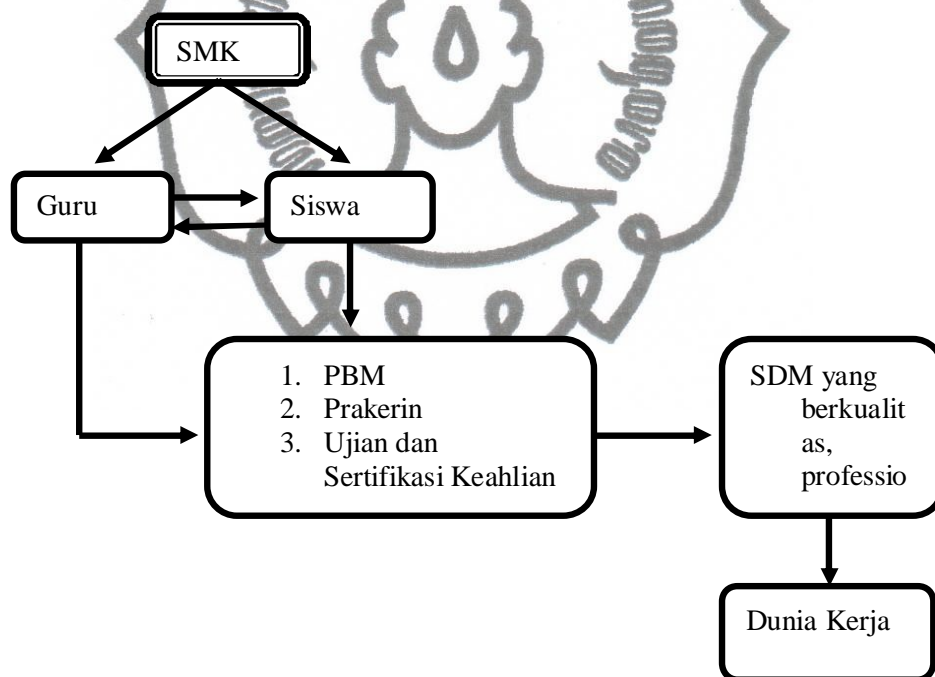 SMK
Guru
Siswa
1. PBM
2. Prakerin
3. Ujian dan
Sertifikasi Keahlian
SDM yang
berkualit
as,
professio
Dunia Kerja